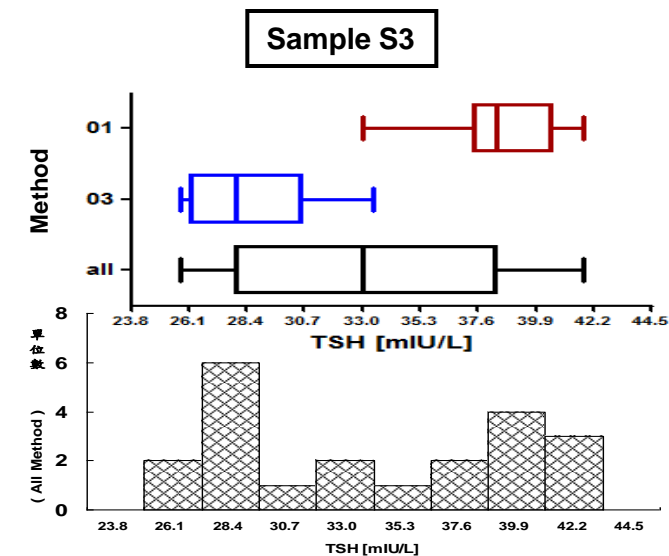 Sample S3
Method
01
03
all
23.8 26.1 28.4 30.7 33.0 35.3 37.6 39.9 42.2 44.5
TSH [mIU/L]
單位數 ( All Method )
8
6
4
2
0
23.8 26.1 28.4 30.7 33.0 35.3 37.6 39.9 42.2 44.5
TSH [mIU/L]